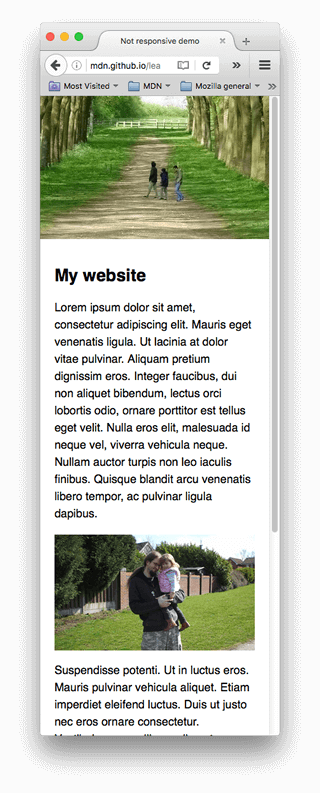 Not responsive demo
mdn.github.io/lea
Most Visited MDN Mozilla general
My website
Lorem ipsum dolor sit amet,
consectetur adipiscing elit. Mauris eget
venenatis ligula. Ut lacinia at dolor
vitae pulvinar. Aliquam pretium
dignissim eros. Integer faucibus, dui
non aliquet bibendum, lectus orci
lobortis odio, ornare porttitor est tellus
eget velit. Nulla eros elit, malesuada id
neque vel, viverra vehicula neque.
Nullam auctor turpis non leo iaculis
finibus. Quisque blandit arcu venenatis
libero tempor, ac pulvinar ligula
dapibus.
Suspendisse potenti. Ut in luctus eros.
Mauris pulvinar vehicula aliquet. Etiam
imperdiet eleifend luctus. Duis ut justo
nec eros ornare consectetur.